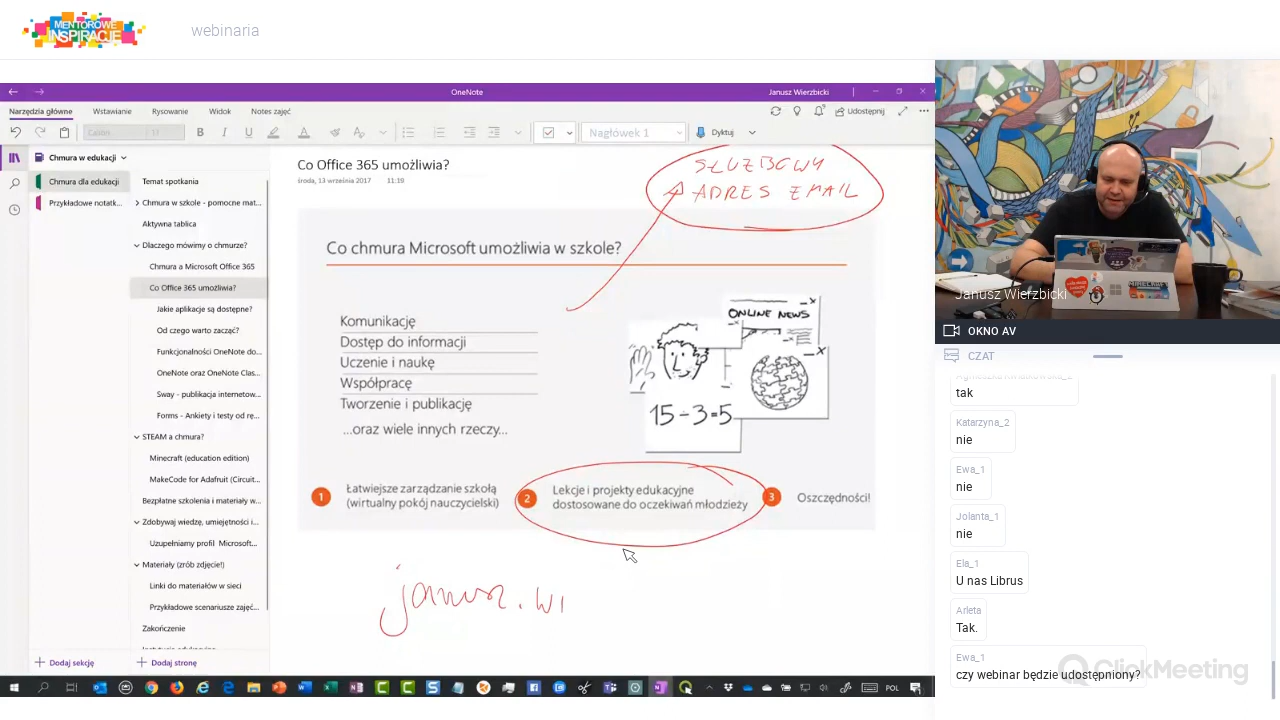 MENTOROWE
INSPIRACJE
webinaria
OneNote
Janusz Wierzbicki
Narzędzia główne
Wstawianie
Rysowanie
Widok
Notes zajęć
Udostępnij
Calibri
17
B
I
U
A
Nagłówek 1
Dyktuj
Chmura w edukacji
Chmura dla edukacji
Przykładowe notatk...
Temat spotkania
Chmura w szkole - pomocne mat...
Aktywna tablica
Dlaczego mówimy o chmurze?
Chmura a Microsoft Office 365
Co Office 365 umożliwia?
Jakie aplikacje są dostępne?
Od czego warto zacząć?
Funkcjonalności OneNote do...
OneNote oraz OneNote Clas...
Sway - publikacja internetow...
Forms - Ankiety i testy od rę...
STEAM a chmura?
Minecraft (education edition)
MakeCode for Adafruit (Circuit...
Bezpłatne szkolenia i materiały w...
Zdobywaj wiedzę, umiejętności i...
Uzupełniamy profil Microsoft...
Materiały (zrób zdjęcie!)
Linki do materiałów w sieci
Przykładowe scenariusze zajęć...
Zakończenie
Dodaj sekcję
Dodaj stronę
Co Office 365 umożliwia?
środa, 13 września 2017
11:19
SŁUŻBOWY
ADRES EMAIL
Co chmura Microsoft umożliwia w szkole?
Komunikację
Dostęp do informacji
Uczenie i naukę
Współpracę
Tworzenie i publikację
...oraz wiele innych rzeczy...
ONLINE NEWS
15-3=5
1
Łatwiejsze zarządzanie szkołą
(wirtualny pokój nauczycielski)
2
Lekcje i projekty edukacyjne
dostosowane do oczekiwań młodzieży
3
Oszczędności!
janusz.wi
POL
MINECRAFT
Janusz Wierzbicki
OKNO AV
CZAT
tak
Katarzyna_2
nie
Ewa_1
nie
Jolanta_1
nie
Ela_1
U nas Librus
Arleta
Tak.
Ewa_1
czy webinar będzie udostępniony?
ClickMeeting